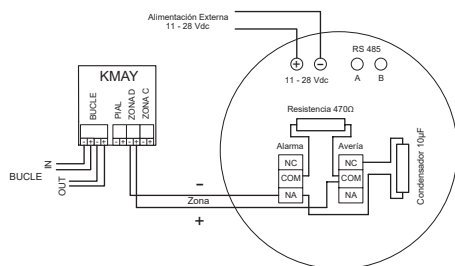 Alimentación Externa
11 - 28 Vdc
RS 485
KMAY
+
−
11 - 28 Vdc
A
B
BUCLE
PIAL
ZONA D
ZONA C
- + - +
- + - + - +
Resistencia 470Ω
Alarma
Avería
NC
COM
NA
NC
COM
NA
Condensador 10µF
IN
BUCLE
OUT
−
Zona
+